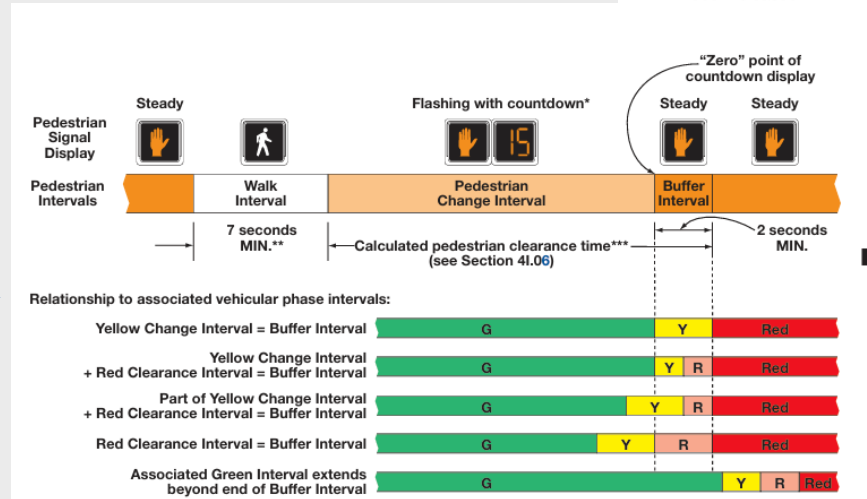 “Zero” point of
countdown display
Steady
Flashing with countdown*
Steady
Steady
Pedestrian
Signal
Display
15
Pedestrian
Intervals
Walk
Interval
Pedestrian
Change Interval
Buffer
Interval
7 seconds
MIN.**
Calculated pedestrian clearance time***
(see Section 4I.06)
2 seconds
MIN.
Relationship to associated vehicular phase intervals:
Yellow Change Interval = Buffer Interval
G
Y
Red
Yellow Change Interval
+ Red Clearance Interval = Buffer Interval
G
Y
R
Red
Part of Yellow Change Interval
+ Red Clearance Interval = Buffer Interval
G
Y
R
Red
Red Clearance Interval = Buffer Interval
G
Y
R
Red
Associated Green Interval extends
beyond end of Buffer Interval
G
Y
R
Red